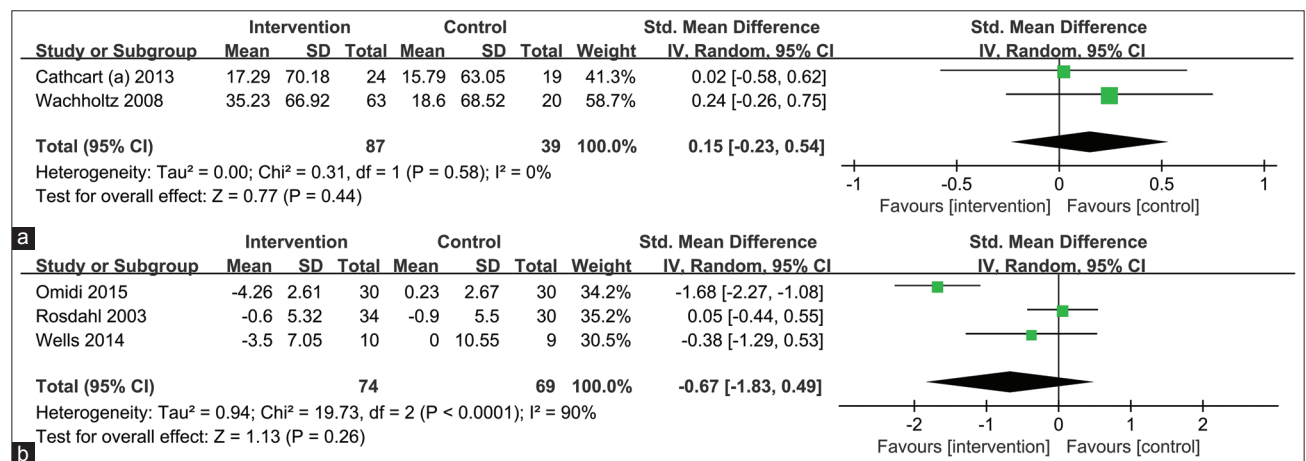 Intervention Control Std. Mean Difference Std. Mean Difference
Study or Subgroup Mean SD Total Mean SD Total Weight IV, Random, 95% CI IV, Random, 95% CI
Cathcart (a) 2013 17.29 70.18 24 15.79 63.05 19 41.3% 0.02 [-0.58, 0.62]
Wachholtz 2008 35.23 66.92 63 18.6 68.52 20 58.7% 0.24 [-0.26, 0.75]
Total (95% CI) 87 39 100.0% 0.15 [-0.23, 0.54]
Heterogeneity: Tau² = 0.00; Chi² = 0.31, df = 1 (P = 0.58); I² = 0%
Test for overall effect: Z = 0.77 (P = 0.44)
-1 -0.5 0 0.5 1
Favours [intervention] Favours [control]
a
Intervention Control Std. Mean Difference Std. Mean Difference
Study or Subgroup Mean SD Total Mean SD Total Weight IV, Random, 95% CI IV, Random, 95% CI
Omidi 2015 -4.26 2.61 30 0.23 2.67 30 34.2% -1.68 [-2.27, -1.08]
Rosdahl 2003 -0.6 5.32 34 -0.9 5.5 30 35.2% 0.05 [-0.44, 0.55]
Wells 2014 -3.5 7.05 10 0 10.55 9 30.5% -0.38 [-1.29, 0.53]
Total (95% CI) 74 69 100.0% -0.67 [-1.83, 0.49]
Heterogeneity: Tau² = 0.94; Chi² = 19.73, df = 2 (P < 0.0001); I² = 90%
Test for overall effect: Z = 1.13 (P = 0.26)
-2 -1 0 1 2
Favours [intervention] Favours [control]
b